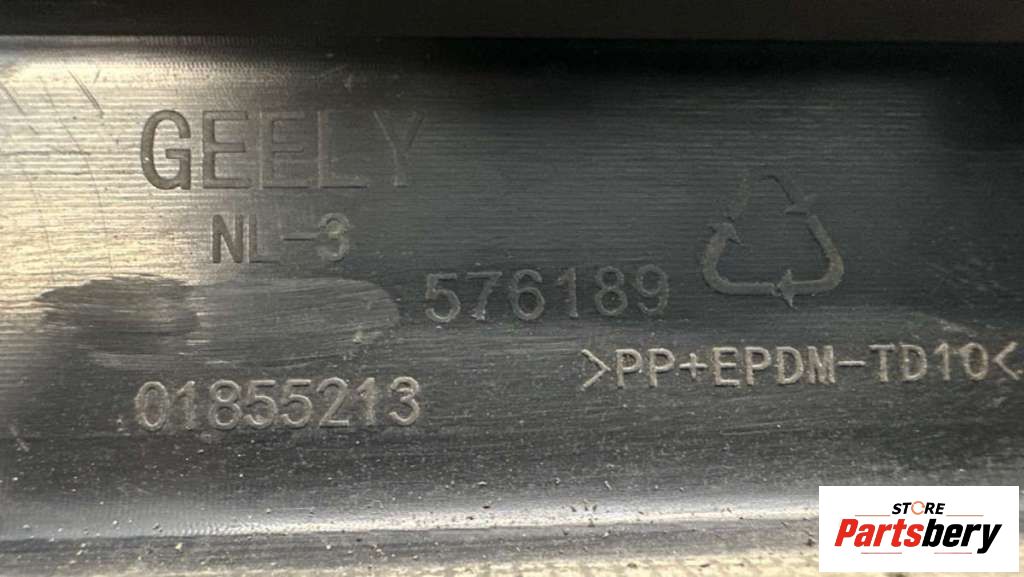 GEELY
NL-3
576189
>PP+EPDM-TD10<
01855213
STORE
Partsbery